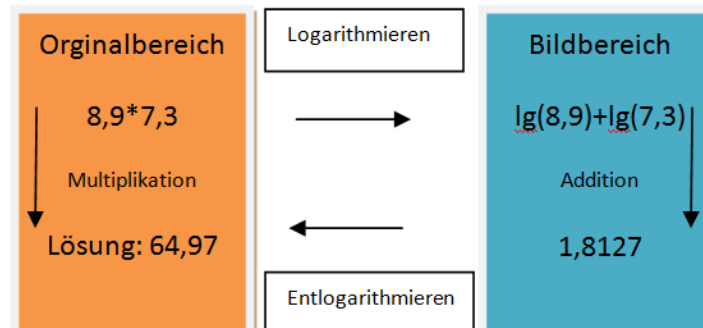 Orginalbereich
8,9*7,3
Multiplikation
Lösung: 64,97
Logarithmieren
Entlogarithmieren
Bildbereich
lg(8,9)+lg(7,3)
Addition
1,8127